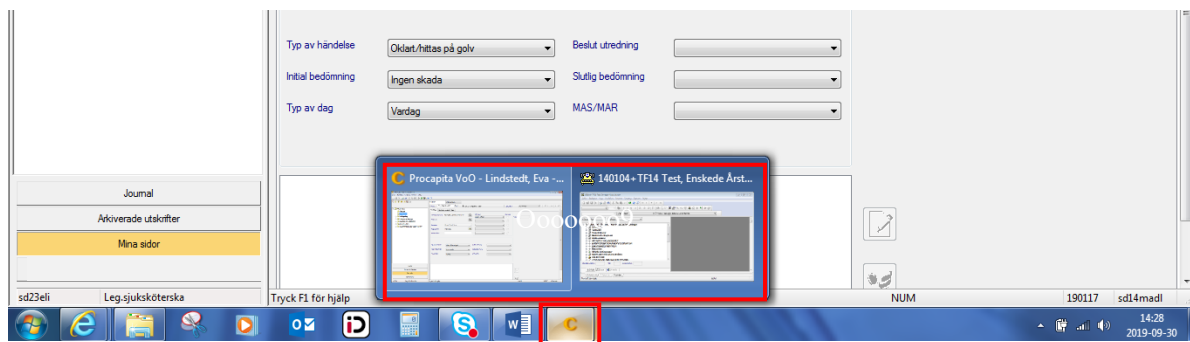 Typ av händelse Oklart/hittas på golv Beslut utredning
Initial bedömning Ingen skada Slutlig bedömning
Typ av dag Vardag MAS/MAR
Procapita VoO - Lindstedt, Eva -... 140104+TF14 Test, Enskede Årst...
Journal
Arkiverade utskrifter
Mina sidor
sd23eli Leg.sjuksköterska Tryck F1 för hjälp NUM 190117 sd14madl
14:28
2019-09-30